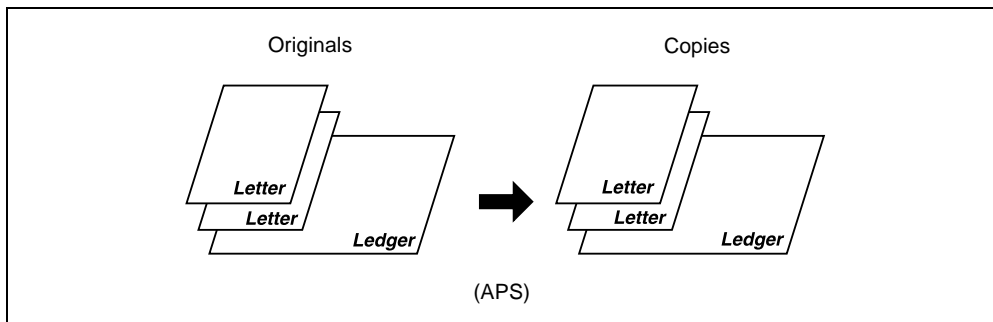 Originals Copies
Letter Letter
Letter Letter
Ledger Ledger
(APS)